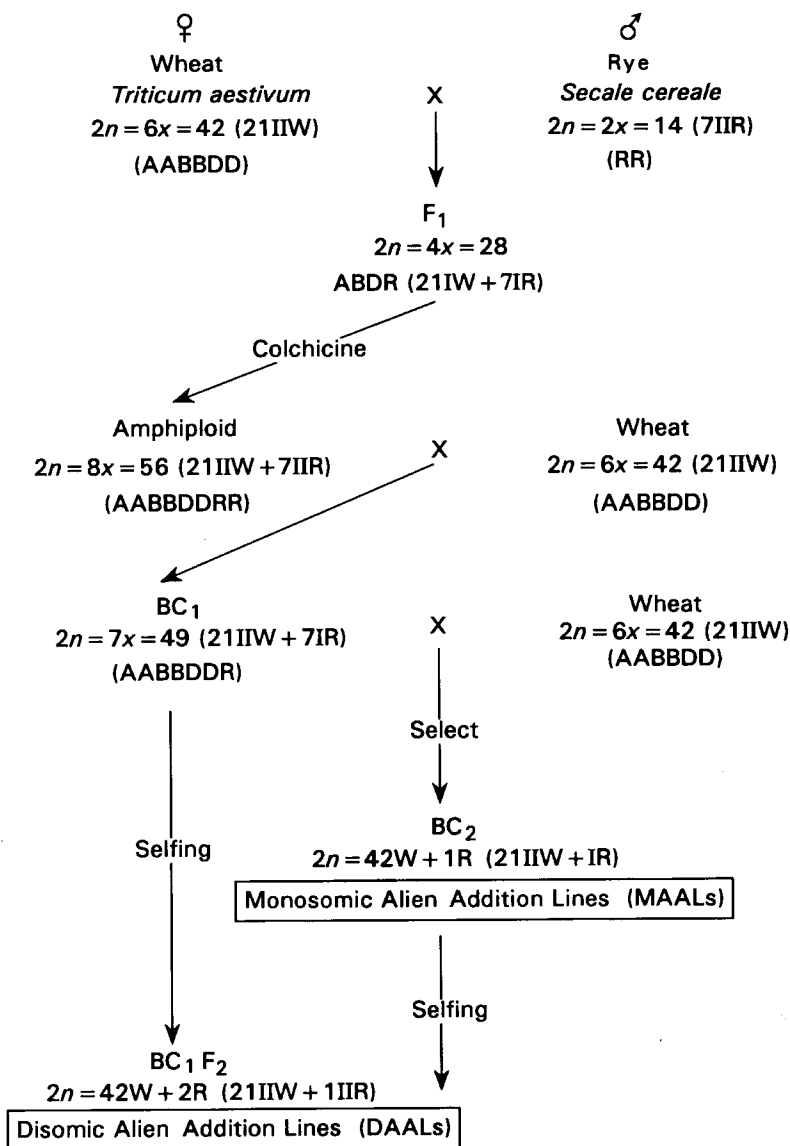 ♀
Wheat
Triticum aestivum
2n = 6x = 42 (21IIW)
(AABBDD)
X
♂
Rye
Secale cereale
2n = 2x = 14 (7IIR)
(RR)
F₁
2n = 4x = 28
ABDR (21IW + 7IR)
Colchicine
Amphiploid
2n = 8x = 56 (21IIW + 7IIR)
(AABBDDRR)
X
Wheat
2n = 6x = 42 (21IIW)
(AABBDD)
BC₁
2n = 7x = 49 (21IIW + 7IR)
(AABBDDR)
X
Wheat
2n = 6x = 42 (21IIW)
(AABBDD)
Select
BC₂
2n = 42W + 1R (21IIW + IR)
Monosomic Alien Addition Lines (MAALs)
Selfing
Selfing
BC₁ F₂
2n = 42W + 2R (21IIW + 1IIR)
Disomic Alien Addition Lines (DAALs)